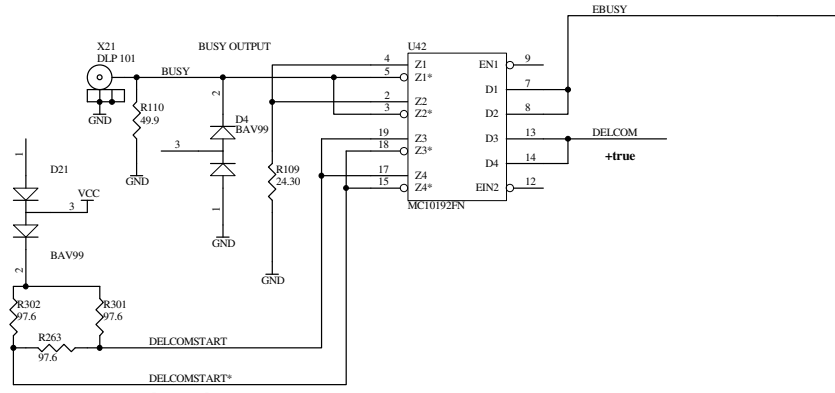 EBUSY
X21
DLP 101
BUSY OUTPUT
U42
BUSY
4 Z1 EN1 9
5 Z1* D1 7
2 Z2 D2 8
3 Z2*
19 Z3 D3 13 DELCOM
18 Z3* D4 14 +true
17 Z4
15 Z4* EIN2 12
MC10192FN
GND
R110
49.9
GND
2
D4
BAV99
3
1
GND
R109
24.30
GND
1
D21
VCC
3
BAV99
2
R302
97.6
R301
97.6
R263
97.6
DELCOMSTART
DELCOMSTART*